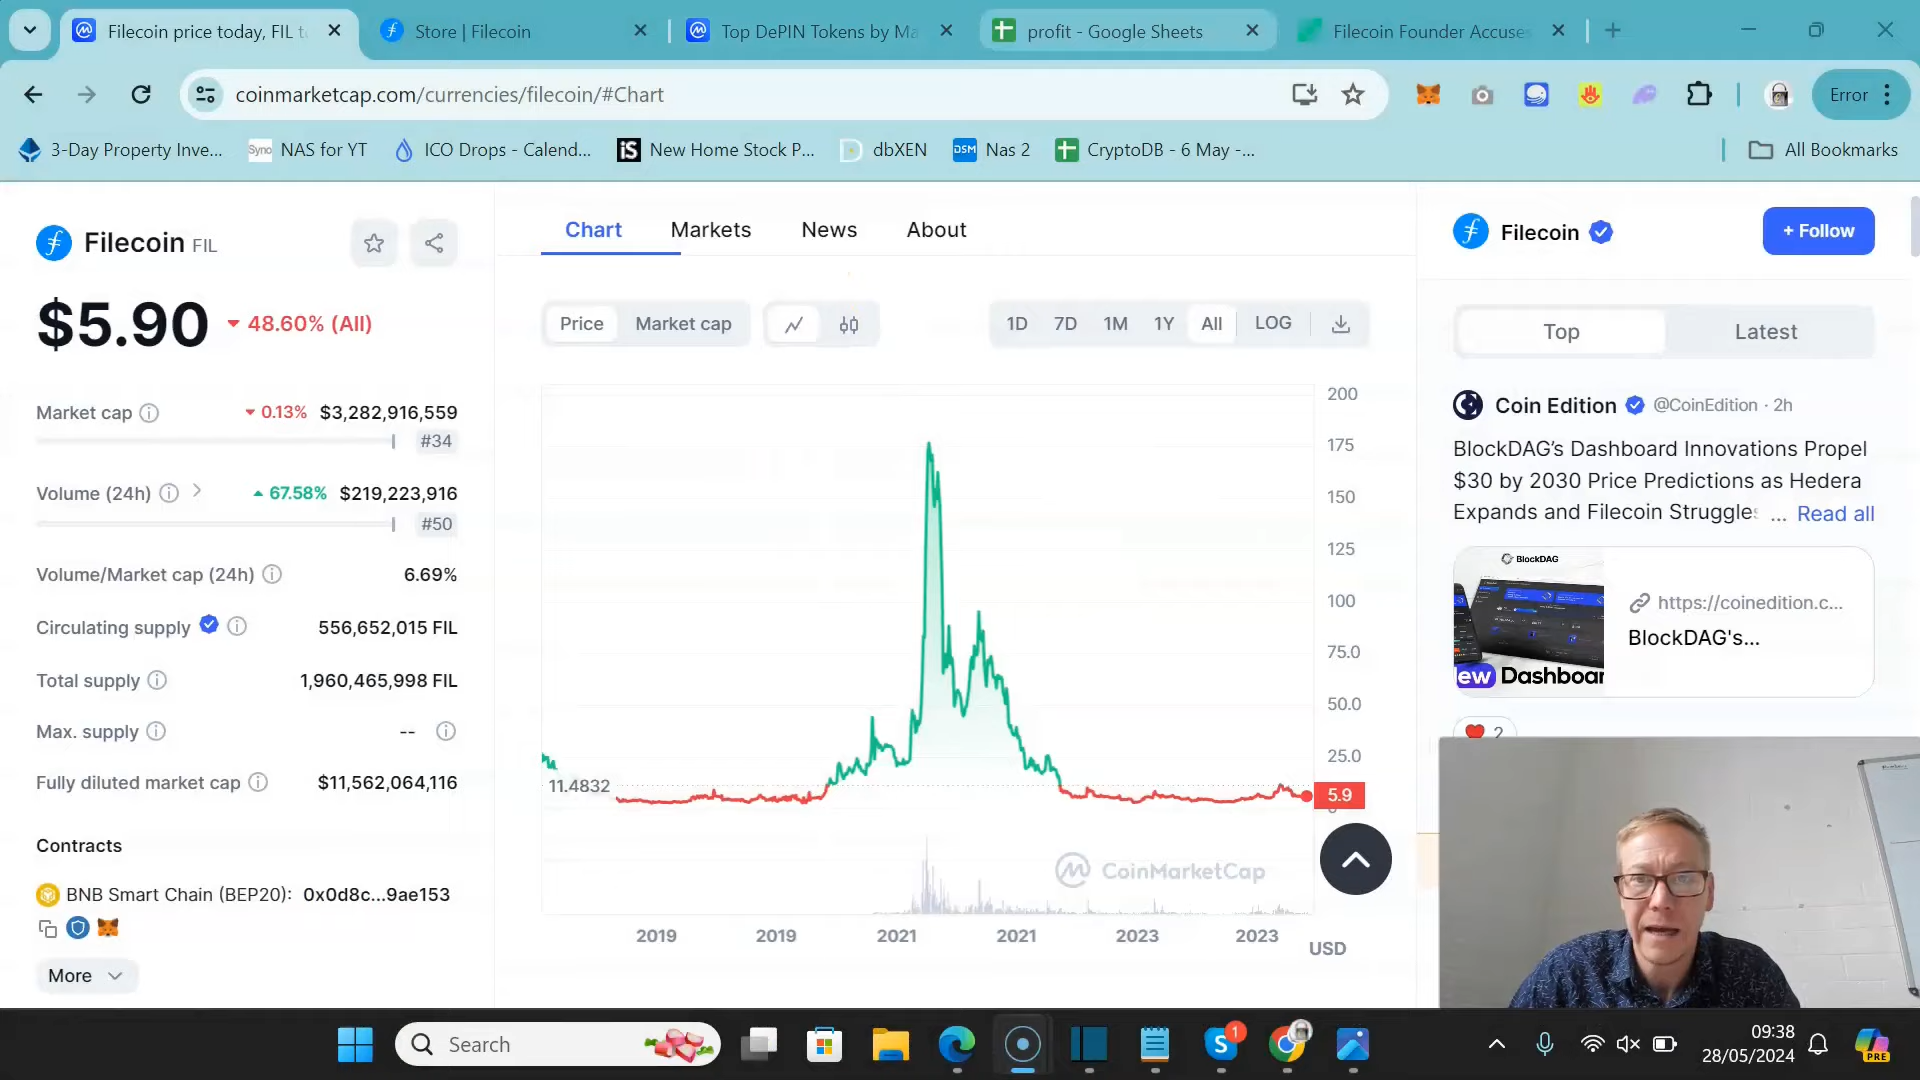 Filecoin price today, FIL to
Store | Filecoin
Top DePIN Tokens by Ma
profit - Google Sheets
Filecoin Founder Accuses
coinmarketcap.com/currencies/filecoin/#Chart
Error
3-Day Property Inve...
Syno
NAS for YT
ICO Drops - Calend...
iS
New Home Stock P...
dbXEN
DSM
Nas 2
CryptoDB - 6 May -...
All Bookmarks
Filecoin FIL
$5.90
48.60% (All)
Market cap
0.13%
$3,282,916,559
#34
Volume (24h)
67.58%
$219,223,916
#50
Volume/Market cap (24h)
6.69%
Circulating supply
556,652,015 FIL
Total supply
1,960,465,998 FIL
Max. supply
--
Fully diluted market cap
$11,562,064,116
Contracts
BNB Smart Chain (BEP20): 0x0d8c...9ae153
More
Chart
Markets
News
About
Price
Market cap
1D
7D
1M
1Y
All
LOG
200
175
150
125
100
75.0
50.0
25.0
11.4832
5.9
CoinMarketCap
2019
2019
2021
2021
2023
2023
USD
Filecoin
+ Follow
Top
Latest
Coin Edition
@CoinEdition · 2h
BlockDAG's Dashboard Innovations Propel
$30 by 2030 Price Predictions as Hedera
Expands and Filecoin Struggles
... Read all
BlockDAG
ew Dashboar
https://coinedition.c...
BlockDAG's...
2
Search
1
09:38
28/05/2024
PRE